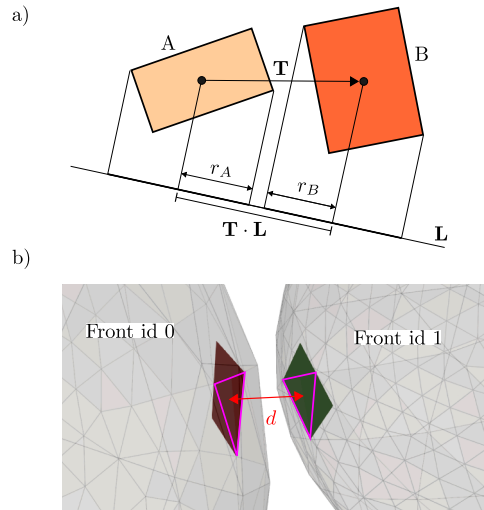 a)
A
B
T
r_A
r_B
T · L
L
b)
Front id 0
Front id 1
d